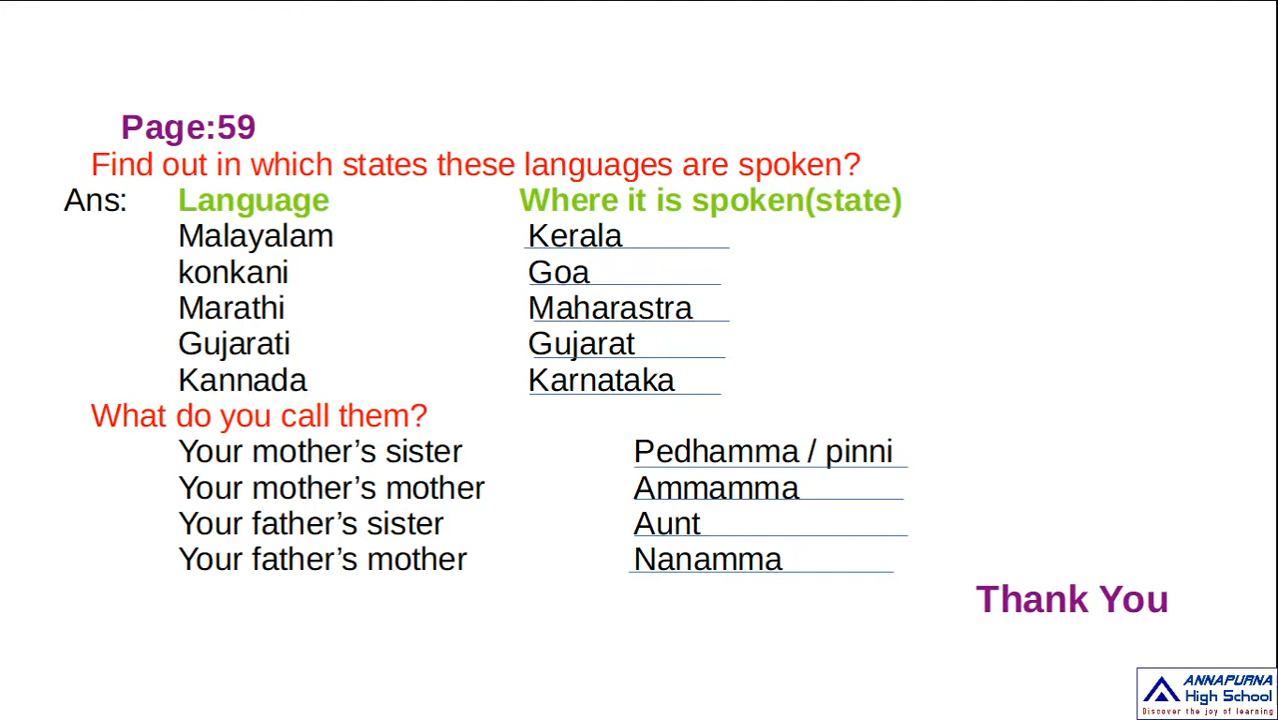 Page:59
Find out in which states these languages are spoken?
Ans: Language Where it is spoken(state)
Malayalam Kerala
konkani Goa
Marathi Maharastra
Gujarati Gujarat
Kannada Karnataka
What do you call them?
Your mother’s sister Pedhamma / pinni
Your mother’s mother Ammamma
Your father’s sister Aunt
Your father’s mother Nanamma
Thank You
ANNAPURNA
High School
Discover the joy of learning